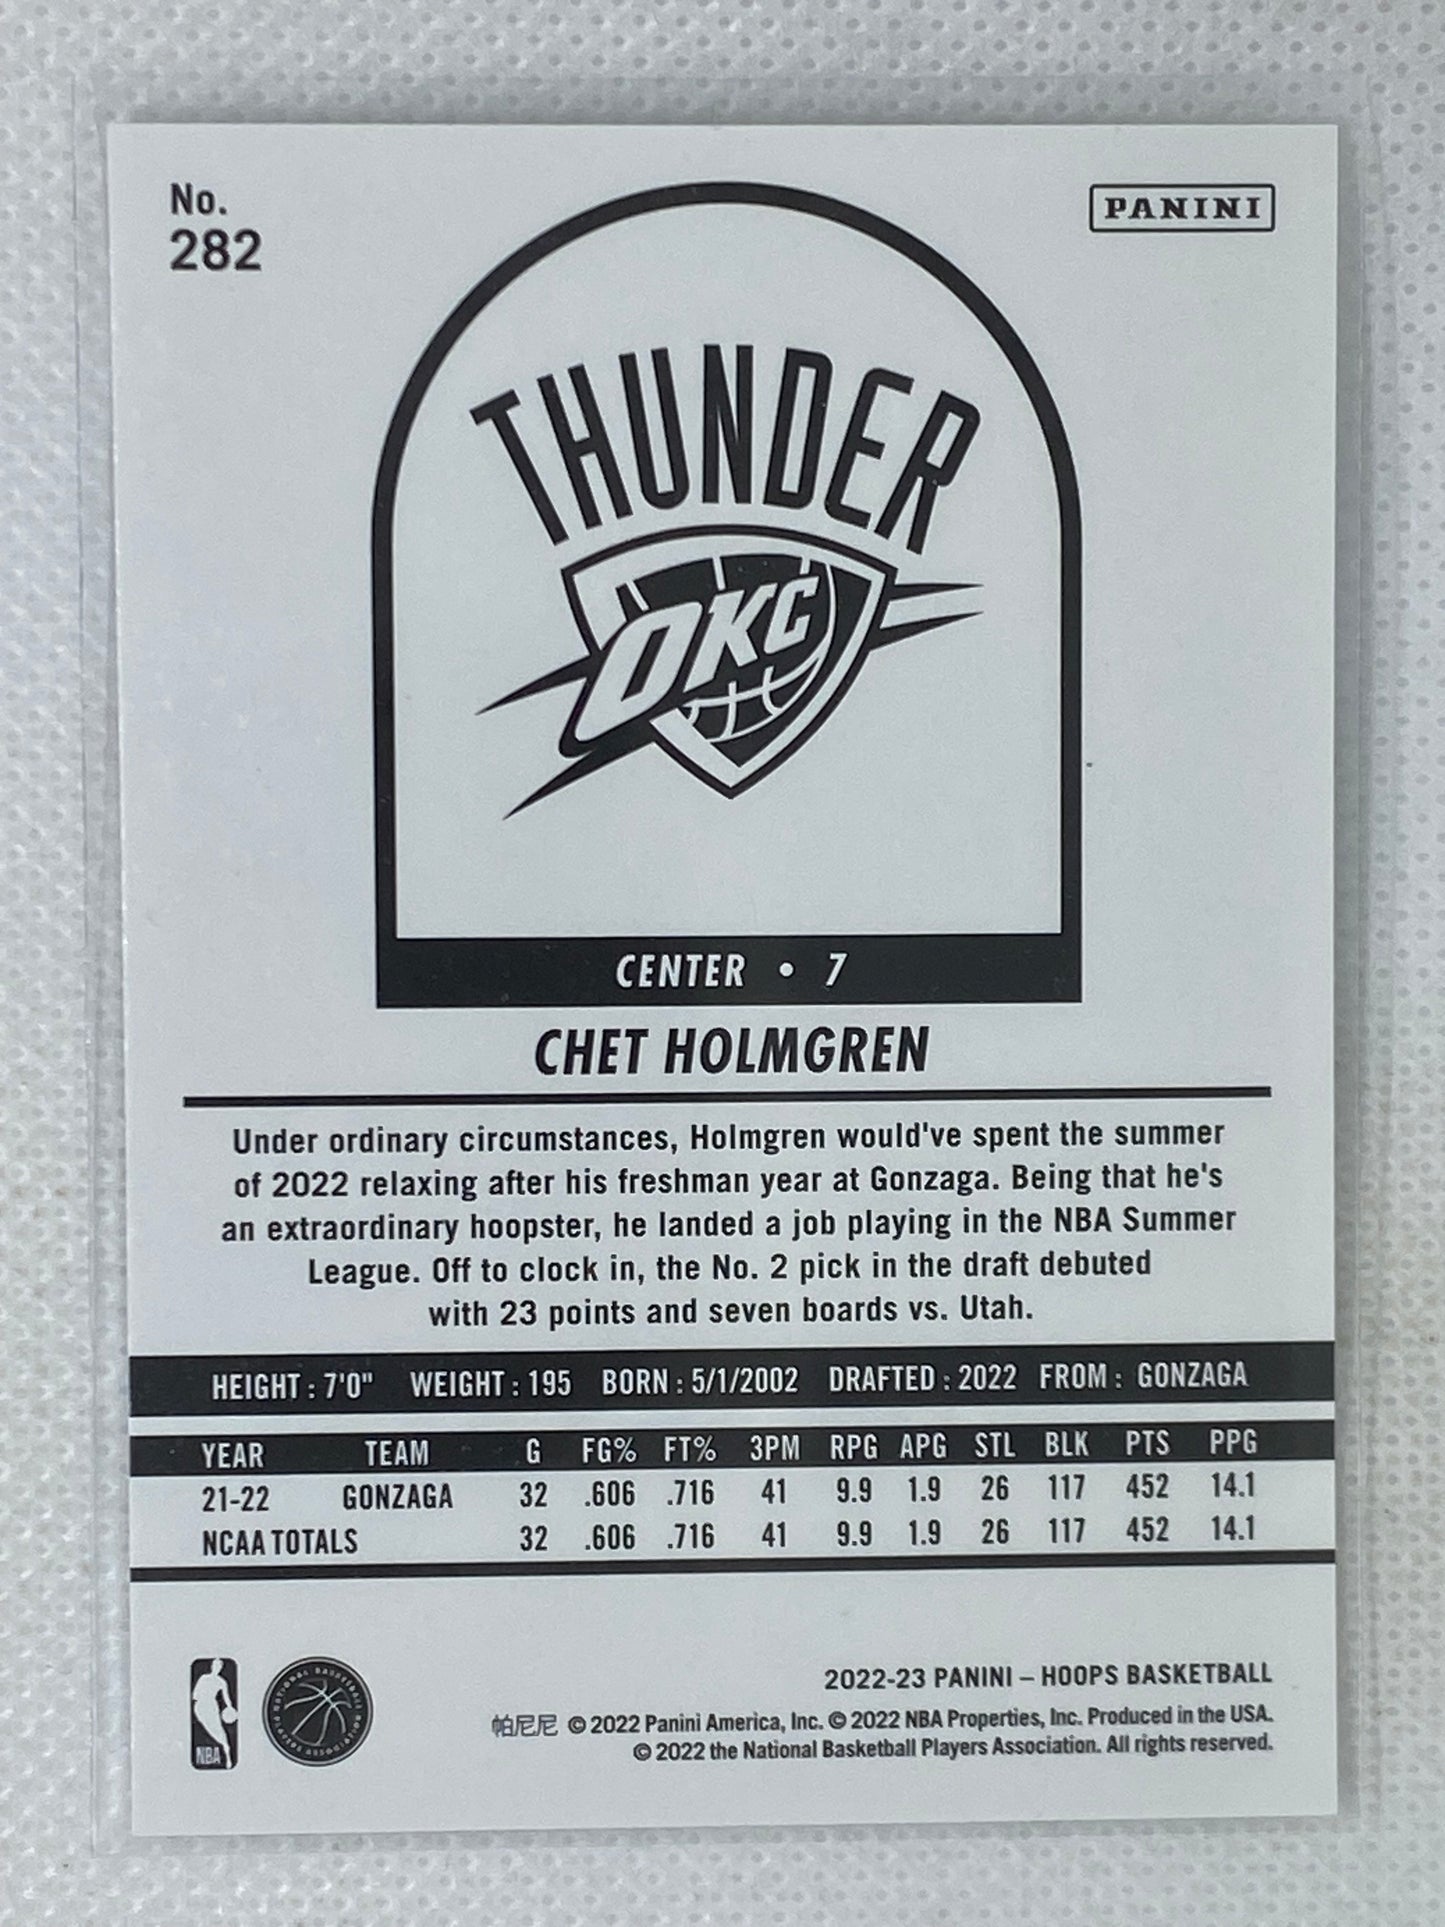 No.
282
PANINI
THUNDER
OKC
CENTER • 7
CHET HOLMGREN
Under ordinary circumstances, Holmgren would've spent the summer
of 2022 relaxing after his freshman year at Gonzaga. Being that he's
an extraordinary hoopster, he landed a job playing in the NBA Summer
League. Off to clock in, the No. 2 pick in the draft debuted
with 23 points and seven boards vs. Utah.
HEIGHT : 7'0" WEIGHT : 195 BORN : 5/1/2002 DRAFTED : 2022 FROM : GONZAGA
YEAR TEAM G FG% FT% 3PM RPG APG STL BLK PTS PPG
21-22 GONZAGA 32 .606 .716 41 9.9 1.9 26 117 452 14.1
NCAA TOTALS 32 .606 .716 41 9.9 1.9 26 117 452 14.1
NBA
NATIONAL BASKETBALL PLAYERS ASSOCIATION
2022-23 PANINI – HOOPS BASKETBALL
帕尼尼 © 2022 Panini America, Inc. © 2022 NBA Properties, Inc. Produced in the USA.
© 2022 the National Basketball Players Association. All rights reserved.